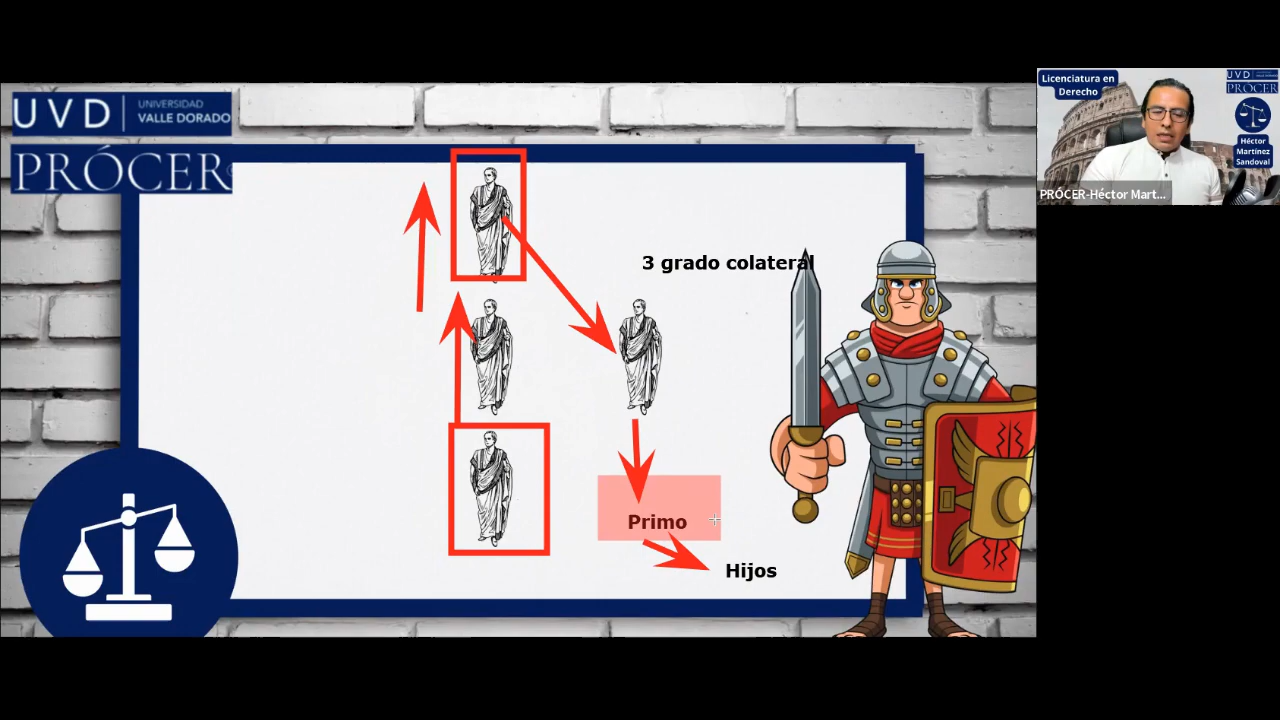 UVD
UNIVERSIDAD
VALLE DORADO
PRÓCER
3 grado colateral
Primo
Hijos
Licenciatura en
Derecho
UVD
PRÓCER
Héctor
Martínez
Sandoval
PRÓCER-Héctor Mart...